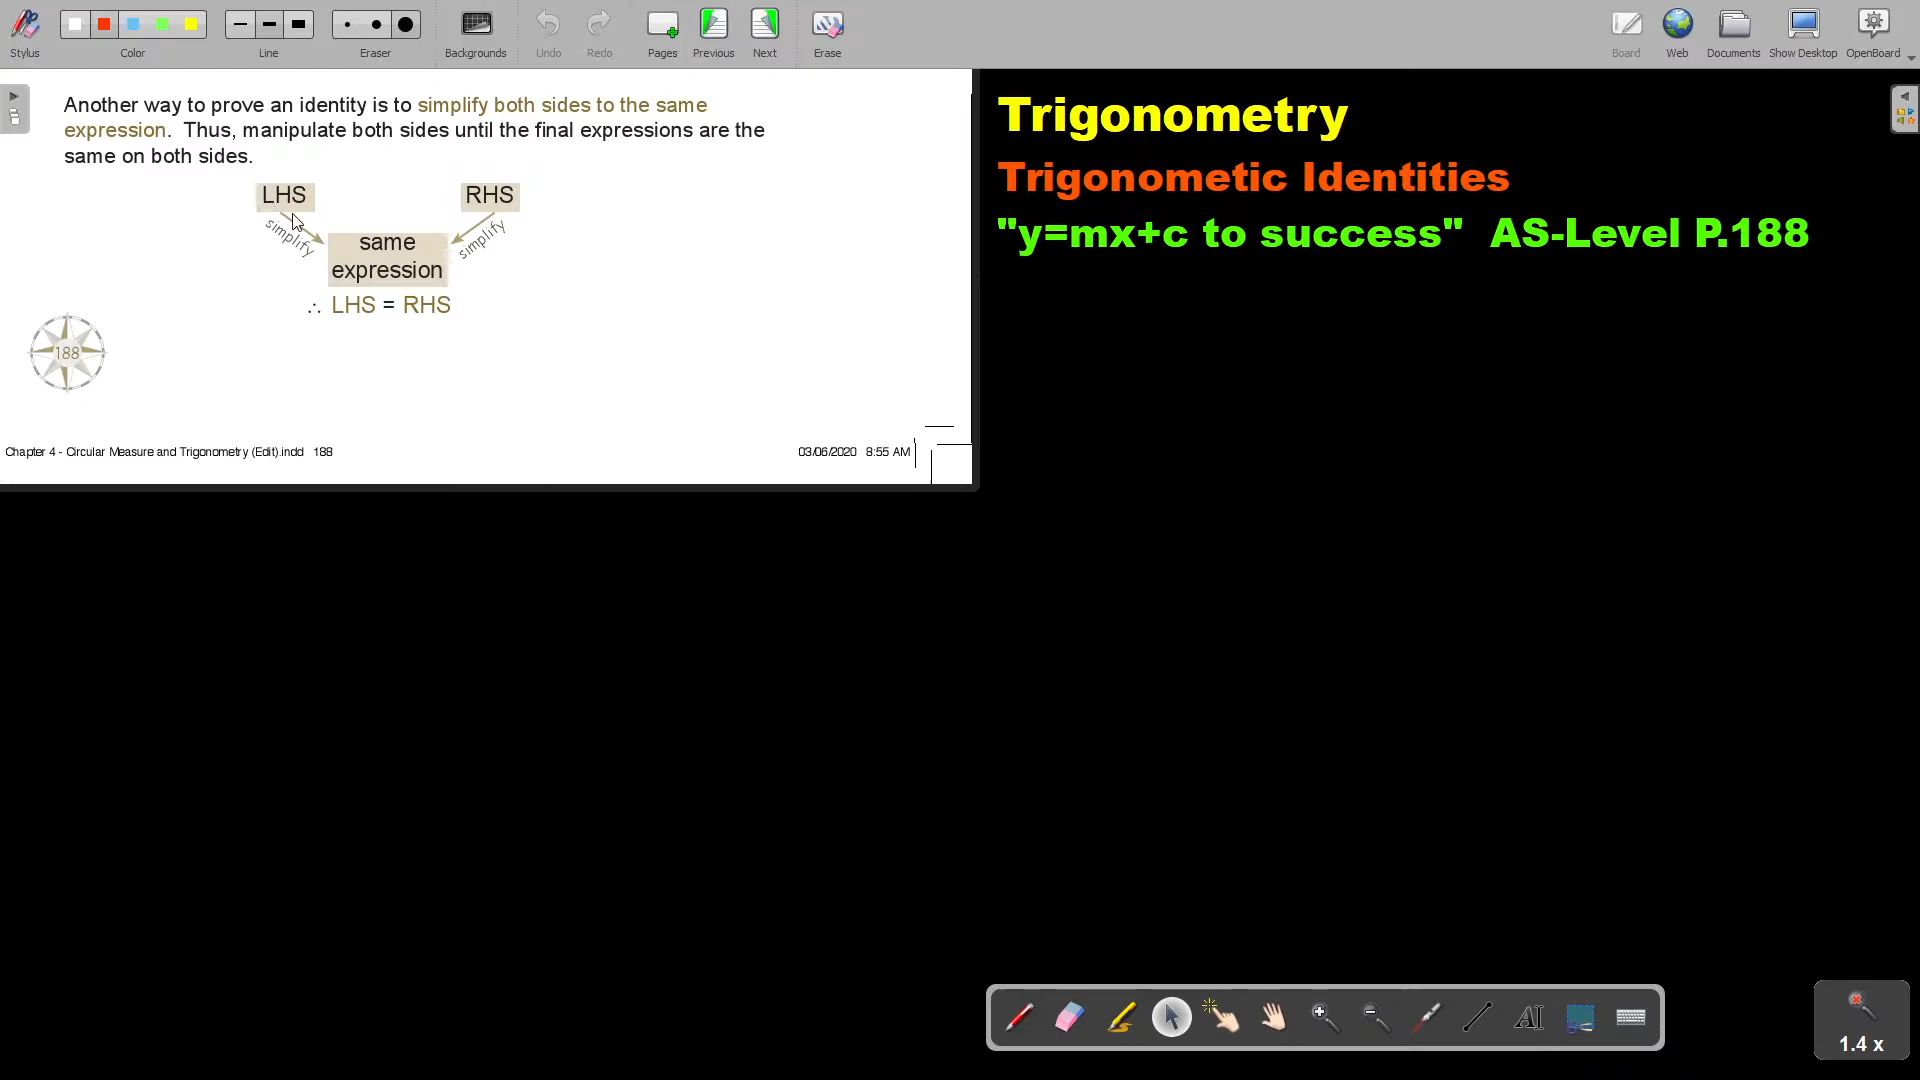 Stylus
Color
Line
Eraser
Backgrounds
Undo
Redo
Pages
Previous
Next
Erase
Board
Web
Documents
Show Desktop
OpenBoard
Another way to prove an identity is to simplify both sides to the same
expression. Thus, manipulate both sides until the final expressions are the
same on both sides.
LHS
RHS
simplify
simplify
same
expression
∴ LHS = RHS
188
Chapter 4 - Circular Measure and Trigonometry (Edit).indd 188
03/06/2020 8:55 AM
Trigonometry
Trigonometic Identities
"y=mx+c to success" AS-Level P.188
AI
1.4 x